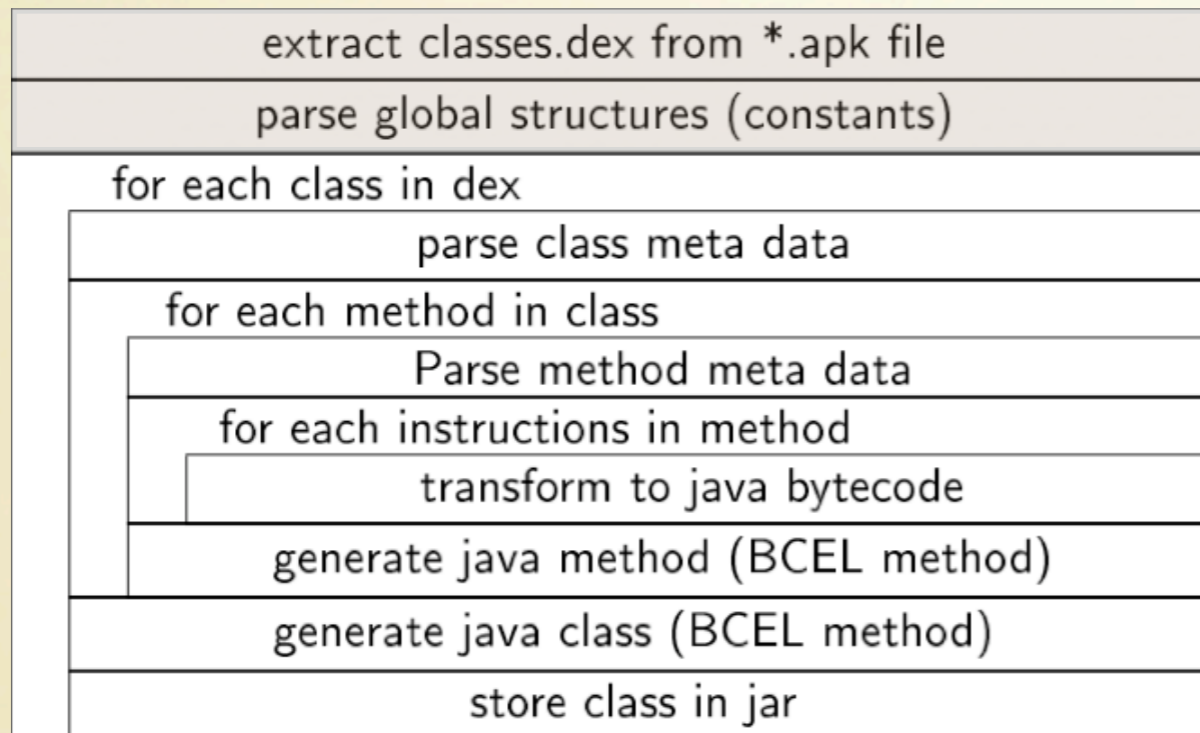 extract classes.dex from *.apk file
parse global structures (constants)
for each class in dex
parse class meta data
for each method in class
Parse method meta data
for each instructions in method
transform to java bytecode
generate java method (BCEL method)
generate java class (BCEL method)
store class in jar